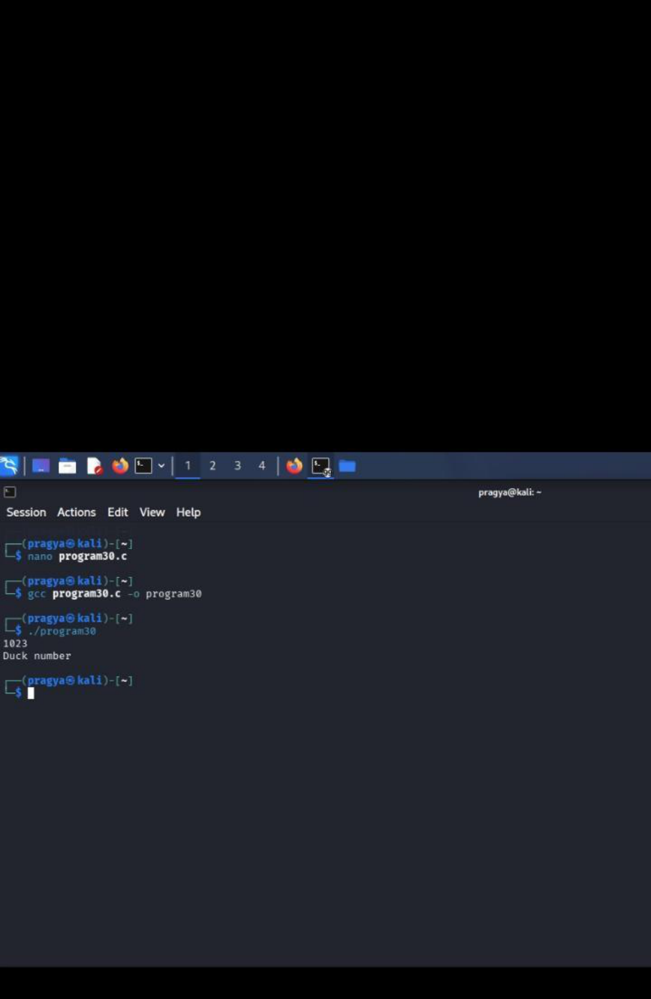 1 2 3 4
pragya@kali: ~
Session Actions Edit View Help
┌──(pragya㉿kali)-[~]
└─$ nano program30.c
┌──(pragya㉿kali)-[~]
└─$ gcc program30.c -o program30
┌──(pragya㉿kali)-[~]
└─$ ./program30
1023
Duck number
┌──(pragya㉿kali)-[~]
└─$